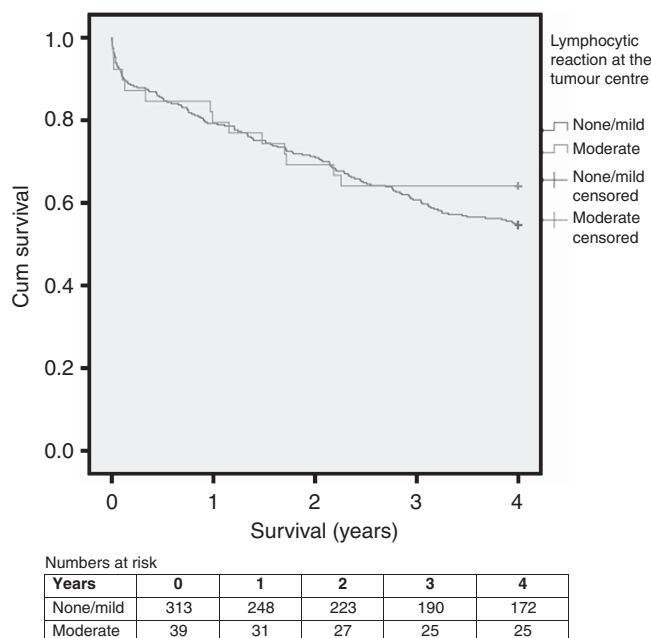 1.0
0.8
0.6
0.4
0.2
0.0
Cum survival
0 1 2 3 4
Survival (years)
Lymphocytic
reaction at the
tumour centre
None/mild
Moderate
None/mild
censored
Moderate
censored
Numbers at risk
Years 0 1 2 3 4
None/mild 313 248 223 190 172
Moderate 39 31 27 25 25